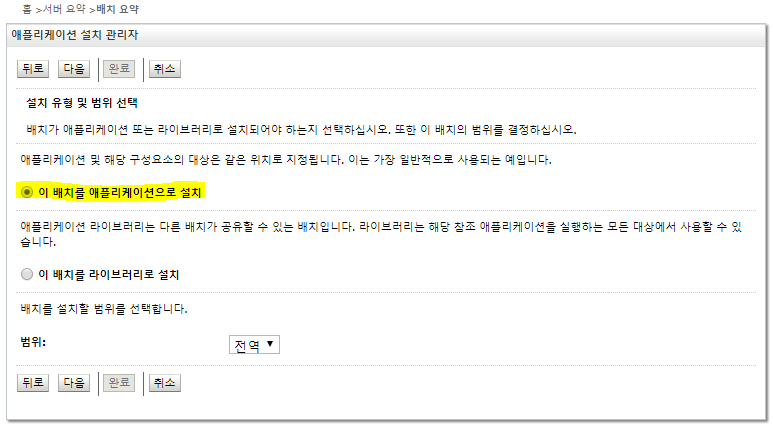 홈 >서버 요약 >배치 요약
애플리케이션 설치 관리자
뒤로 다음 완료 취소
설치 유형 및 범위 선택
배치가 애플리케이션 또는 라이브러리로 설치되어야 하는지 선택하십시오. 또한 이 배치의 범위를 결정하십시오.
애플리케이션 및 해당 구성요소의 대상은 같은 위치로 지정됩니다. 이는 가장 일반적으로 사용되는 예입니다.
이 배치를 애플리케이션으로 설치
애플리케이션 라이브러리는 다른 배치가 공유할 수 있는 배치입니다. 라이브러리는 해당 참조 애플리케이션을 실행하는 모든 대상에서 사용할 수 있
습니다.
이 배치를 라이브러리로 설치
배치를 설치할 범위를 선택합니다.
범위: 전역
뒤로 다음 완료 취소